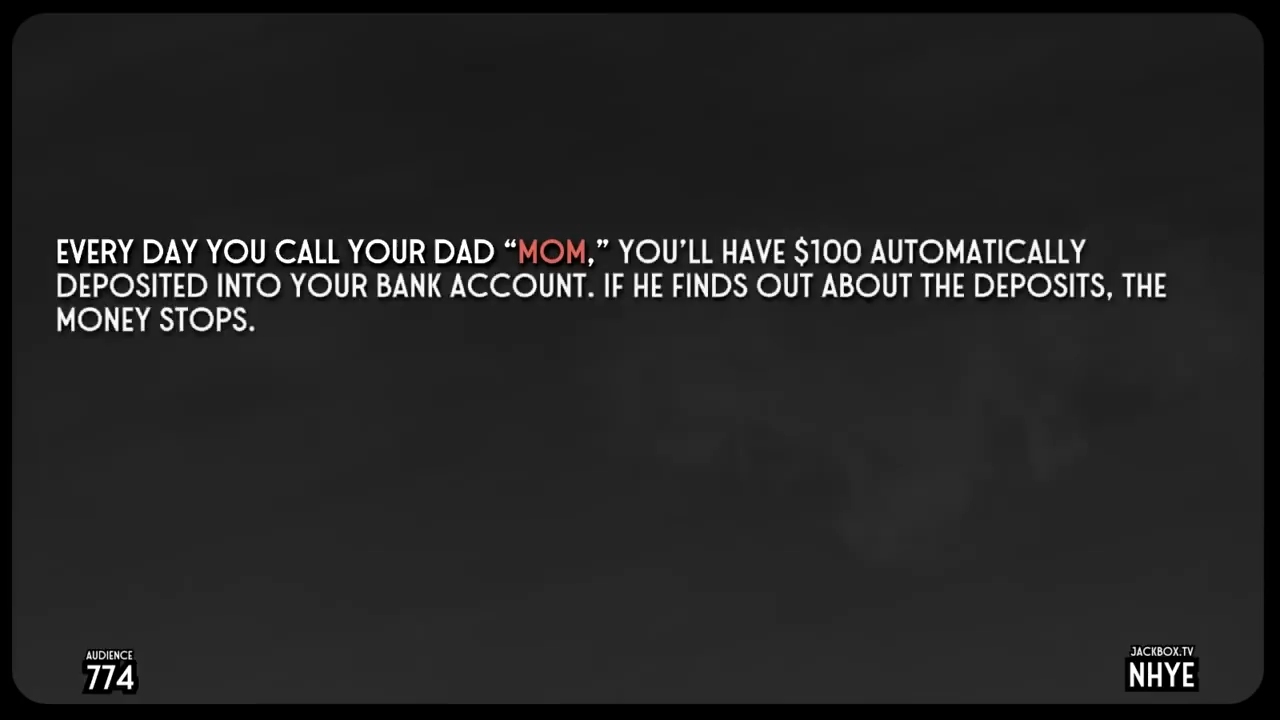 EVERY DAY YOU CALL YOUR DAD “MOM,” YOU’LL HAVE $100 AUTOMATICALLY
DEPOSITED INTO YOUR BANK ACCOUNT. IF HE FINDS OUT ABOUT THE DEPOSITS, THE
MONEY STOPS.
AUDIENCE
774
JACKBOX.TV
NHYE